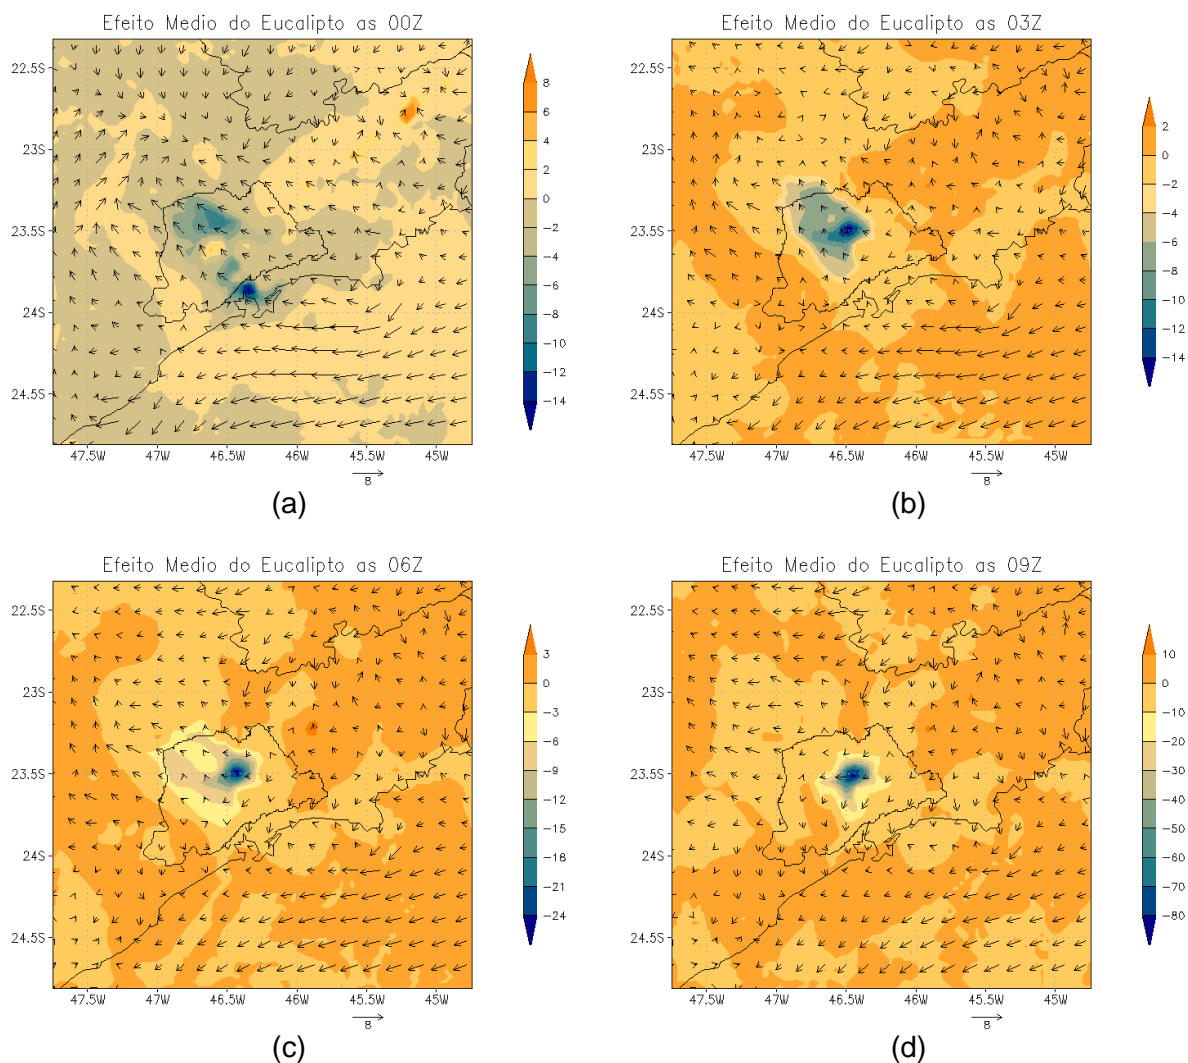 Efeito Medio do Eucalipto as 00Z
22.5S
23S
23.5S
24S
24.5S
47.5W 47W 46.5W 46W 45.5W 45W
8
8
6
4
2
0
−2
−4
−6
−8
−10
−12
−14
(a)
Efeito Medio do Eucalipto as 03Z
22.5S
23S
23.5S
24S
24.5S
47.5W 47W 46.5W 46W 45.5W 45W
8
2
0
−2
−4
−6
−8
−10
−12
−14
(b)
Efeito Medio do Eucalipto as 06Z
22.5S
23S
23.5S
24S
24.5S
47.5W 47W 46.5W 46W 45.5W 45W
8
3
0
−3
−6
−9
−12
−15
−18
−21
−24
(c)
Efeito Medio do Eucalipto as 09Z
22.5S
23S
23.5S
24S
24.5S
47.5W 47W 46.5W 46W 45.5W 45W
8
10
0
−10
−20
−30
−40
−50
−60
−70
−80
(d)